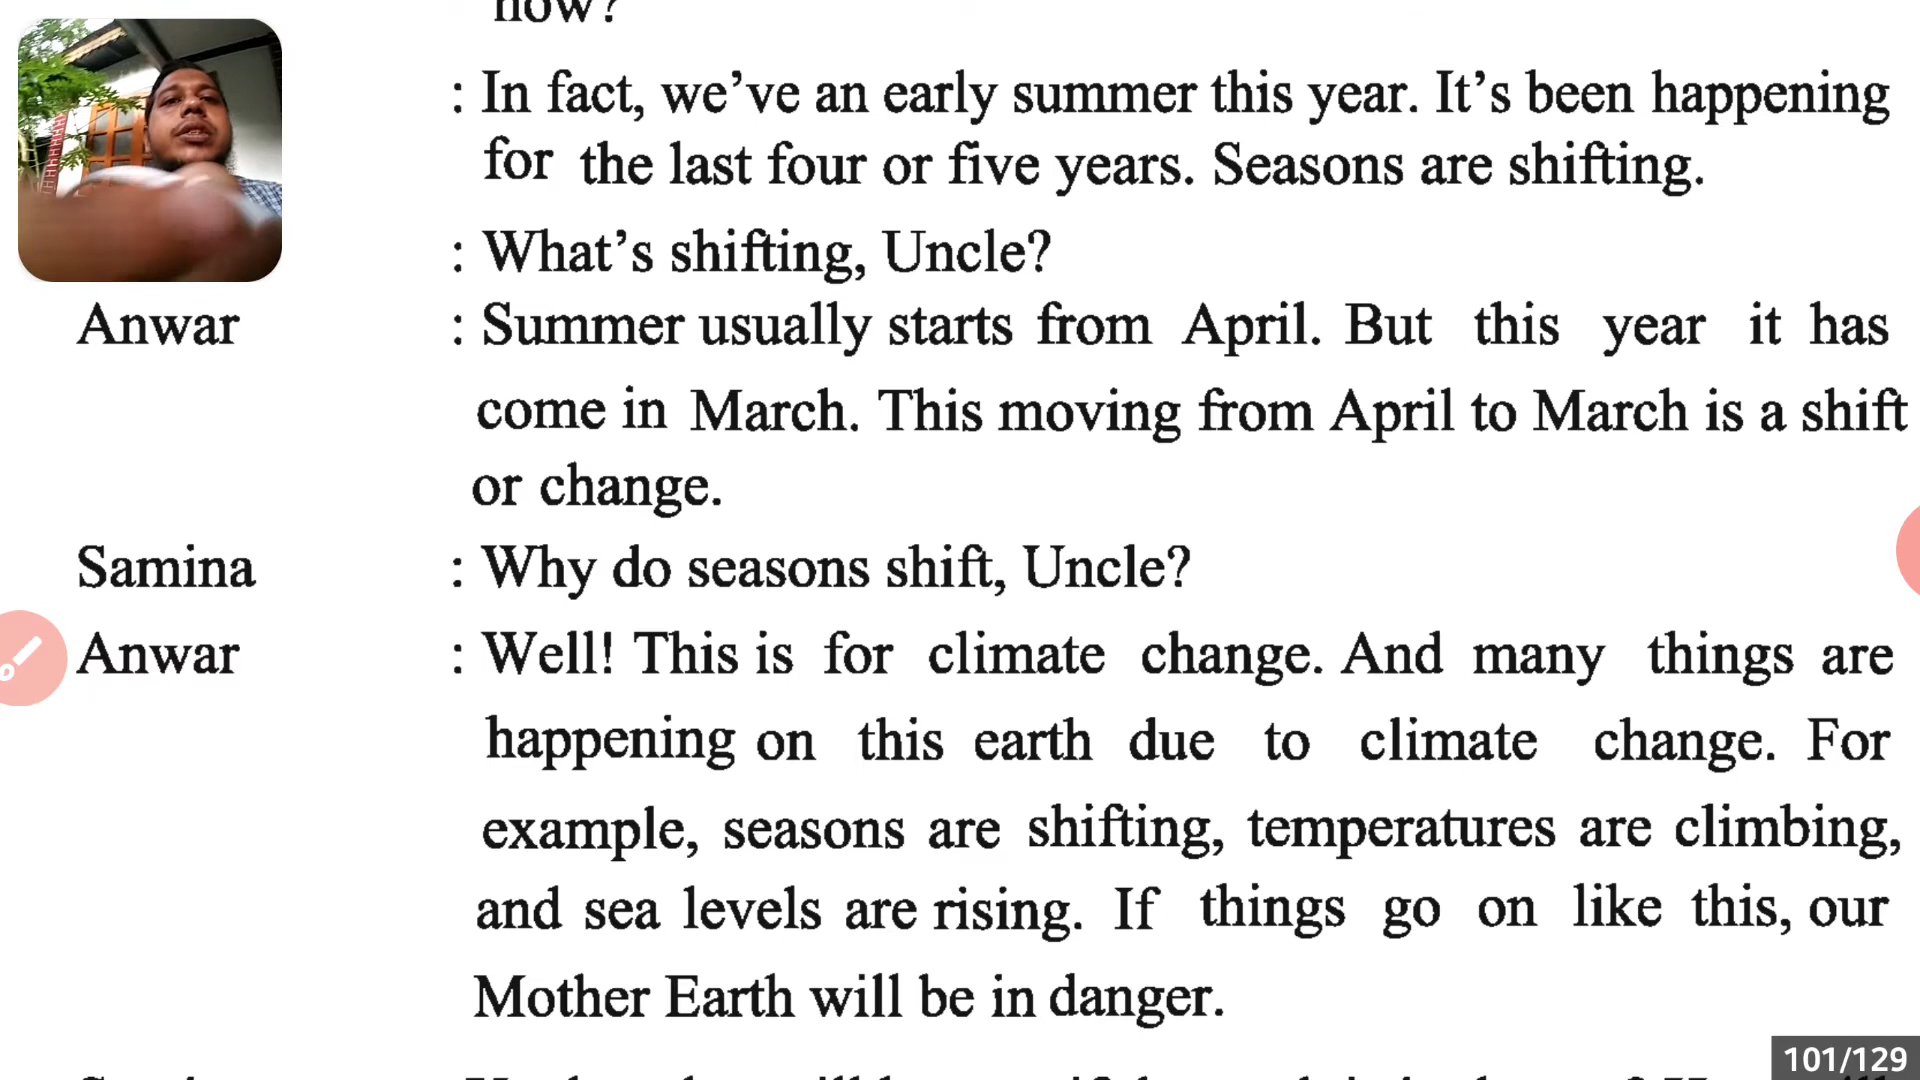 now?
: In fact, we've an early summer this year. It's been happening
for the last four or five years. Seasons are shifting.
: What's shifting, Uncle?
Anwar : Summer usually starts from April. But this year it has
come in March. This moving from April to March is a shift
or change.
Samina : Why do seasons shift, Uncle?
Anwar : Well! This is for climate change. And many things are
happening on this earth due to climate change. For
example, seasons are shifting, temperatures are climbing,
and sea levels are rising. If things go on like this, our
Mother Earth will be in danger.
101/129